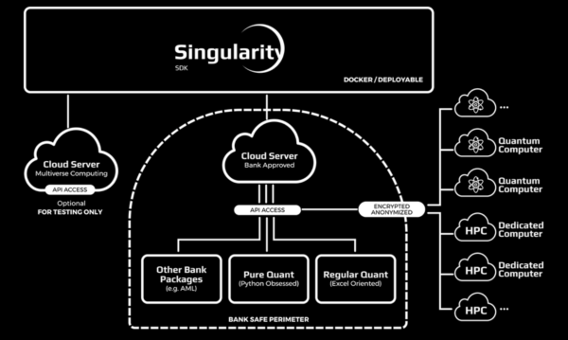 Singularity
SDK
DOCKER / DEPLOYABLE
Cloud Server
Multiverse Computing
API ACCESS
Optional
FOR TESTING ONLY
Cloud Server
Bank Approved
API ACCESS
ENCRYPTED
ANONYMIZED
Other Bank
Packages
(e.g. AML)
Pure Quant
(Python Obsessed)
Regular Quant
(Excel Oriented)
BANK SAFE PERIMETER
...
Quantum
Computer
Quantum
Computer
HPC
Dedicated
Computer
HPC
Dedicated
Computer
HPC
...